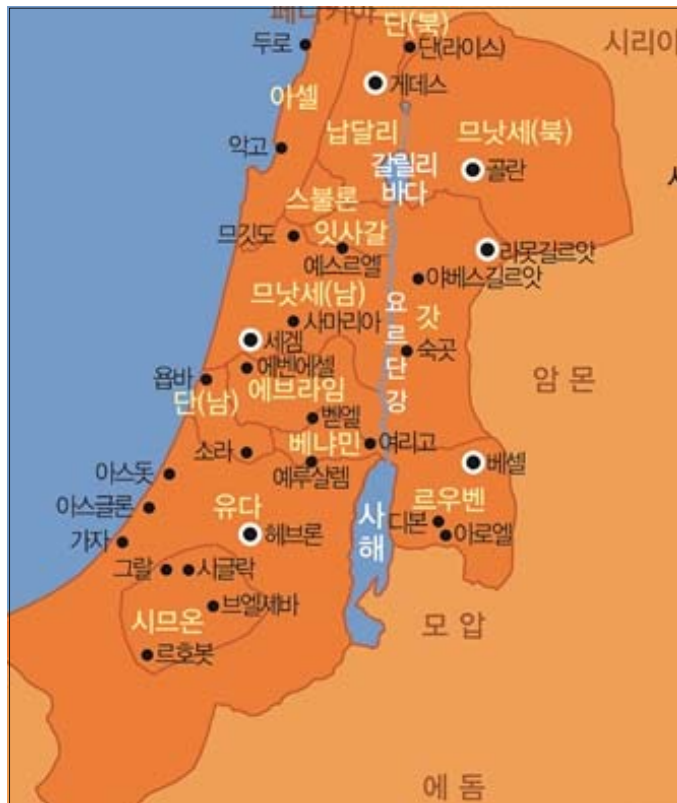 페니키아
단(북)
두로
단(라이스)
시리아
게데스
아셀
납달리
므낫세(북)
악고
갈릴리
바다
골란
스불론
므깃도
잇사갈
라못길르앗
예스르엘
야베스길르앗
므낫세(남)
요르단강
갓
사마리아
세겜
숙곳
에벤에셀
욥바
에브라임
암몬
단(남)
벧엘
베냐민
여리고
소라
예루살렘
베셀
아스돗
르우벤
유다
사해
아스글론
디본
헤브론
아로엘
가자
그랄
시글락
브엘세바
시므온
모압
르호봇
에돔